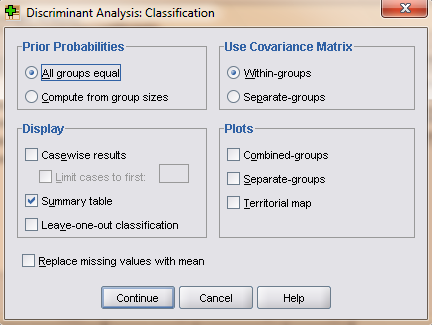 Discriminant Analysis: Classification
Prior Probabilities
All groups equal
Compute from group sizes
Use Covariance Matrix
Within-groups
Separate-groups
Display
Casewise results
Limit cases to first:
Summary table
Leave-one-out classification
Plots
Combined-groups
Separate-groups
Territorial map
Replace missing values with mean
Continue
Cancel
Help